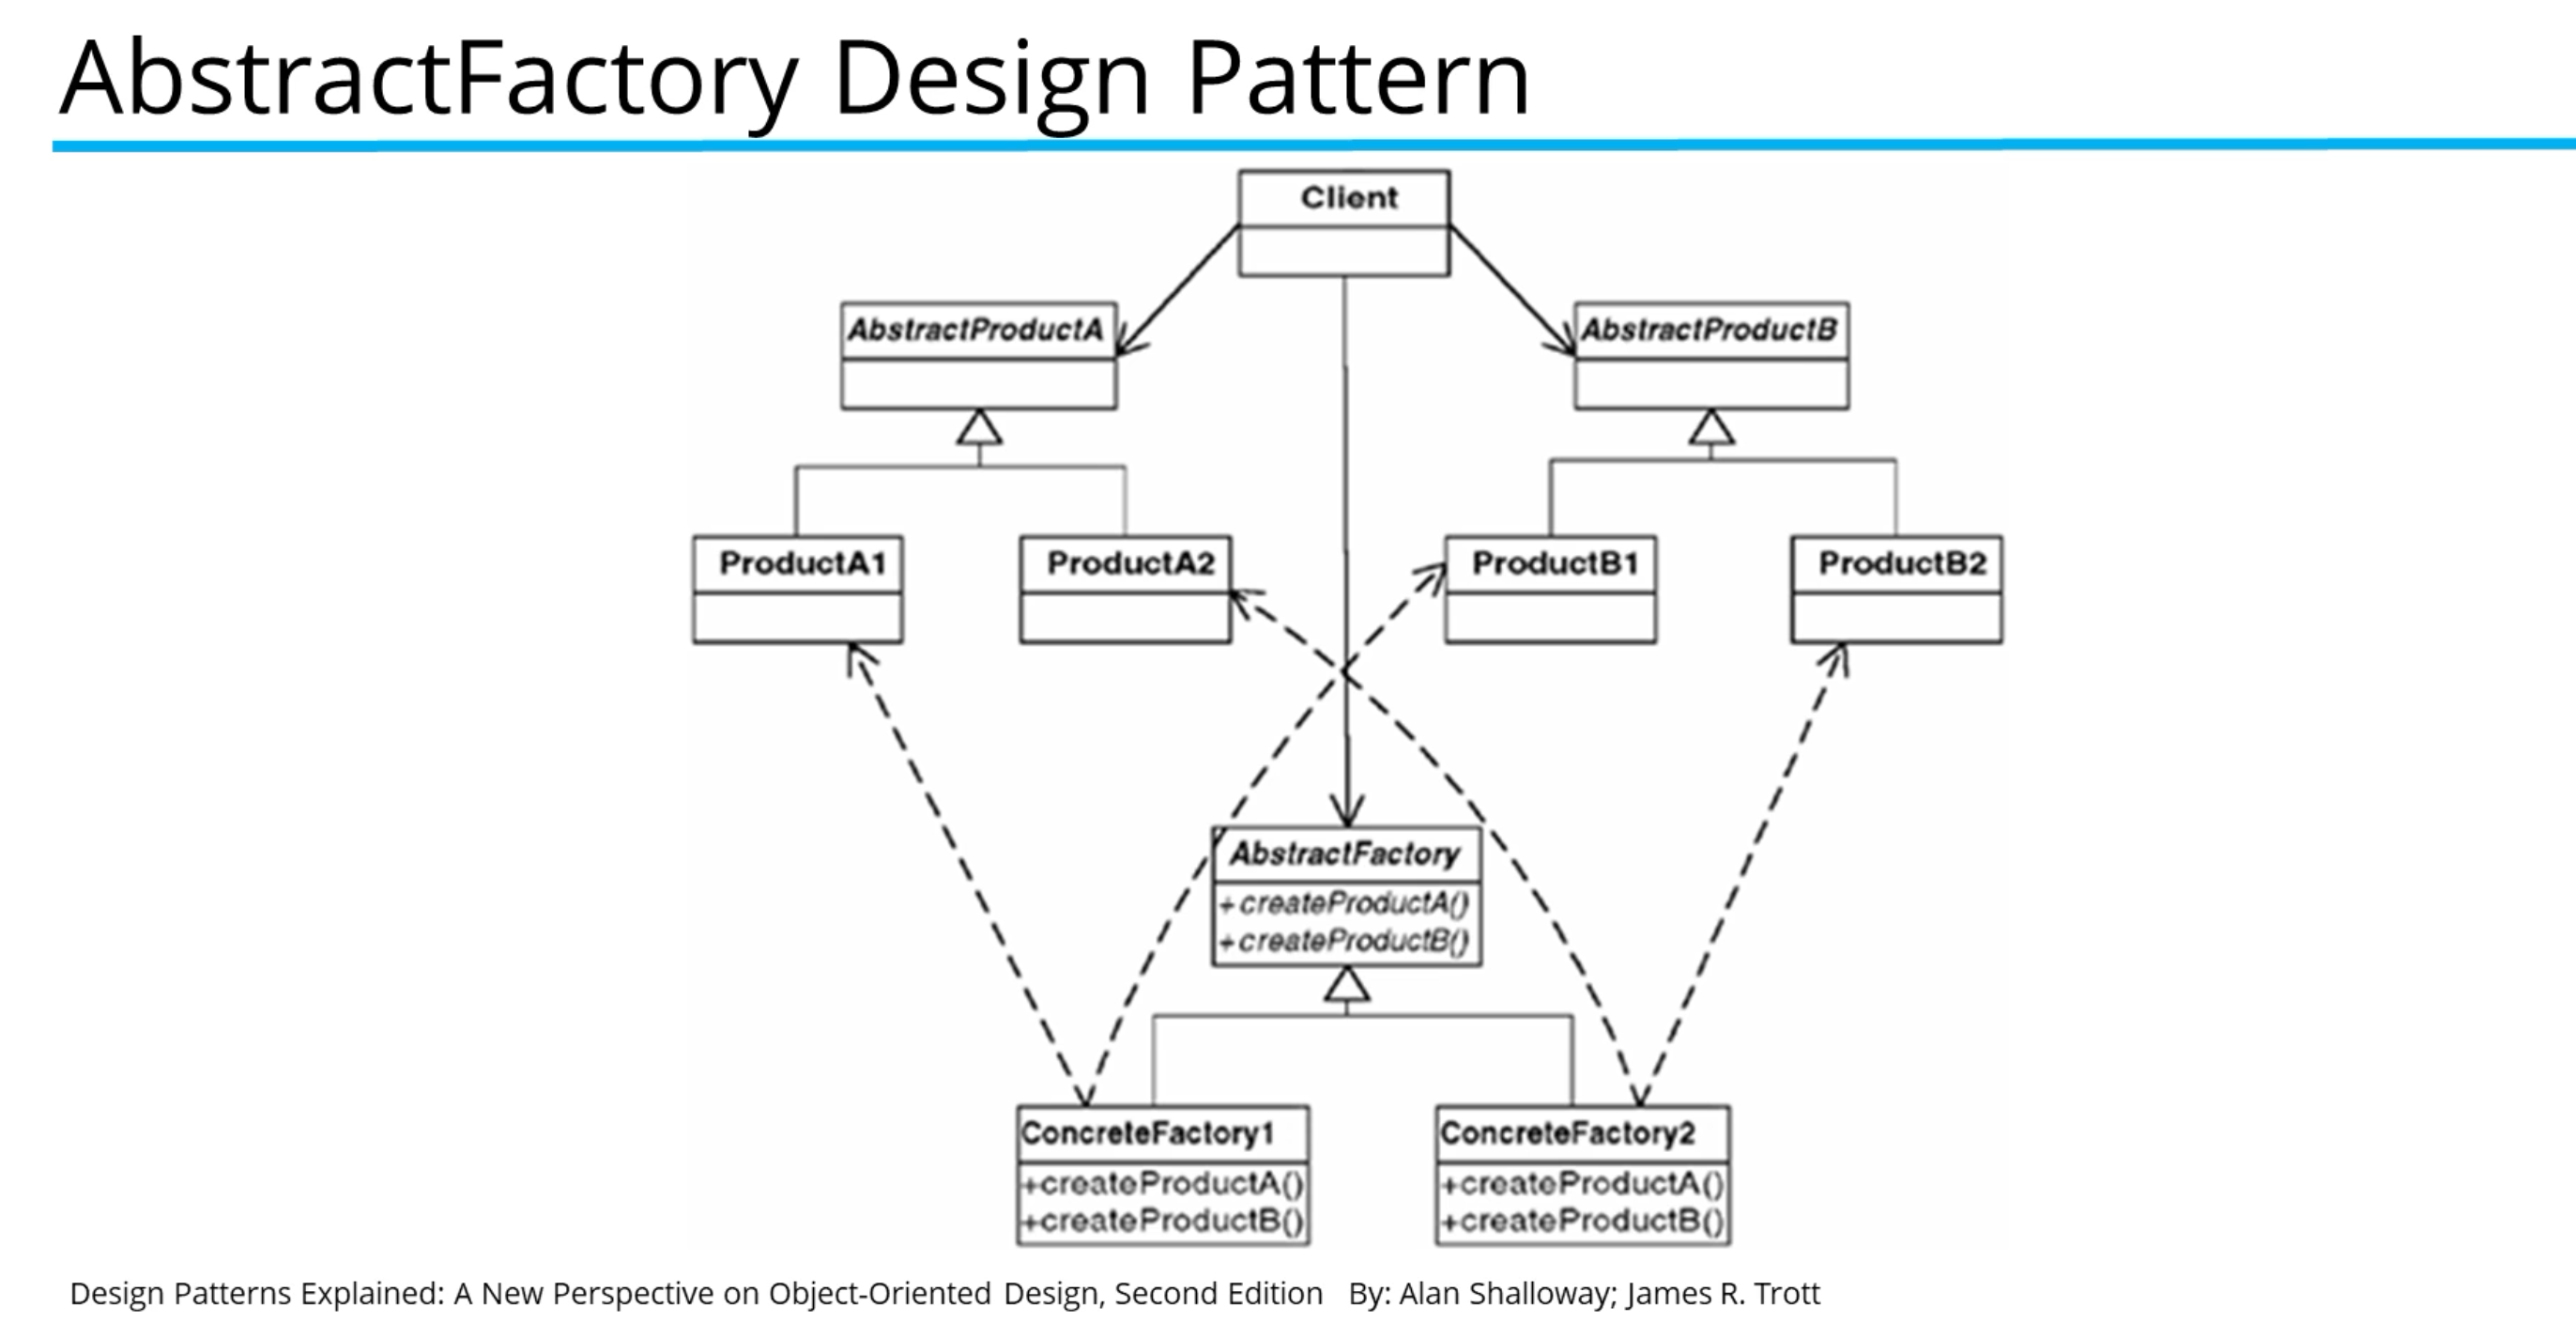 AbstractFactory Design Pattern
Client
AbstractProductA
AbstractProductB
ProductA1
ProductA2
ProductB1
ProductB2
AbstractFactory
+createProductA()
+createProductB()
ConcreteFactory1
+createProductA()
+createProductB()
ConcreteFactory2
+createProductA()
+createProductB()
Design Patterns Explained: A New Perspective on Object-Oriented Design, Second Edition By: Alan Shalloway; James R. Trott